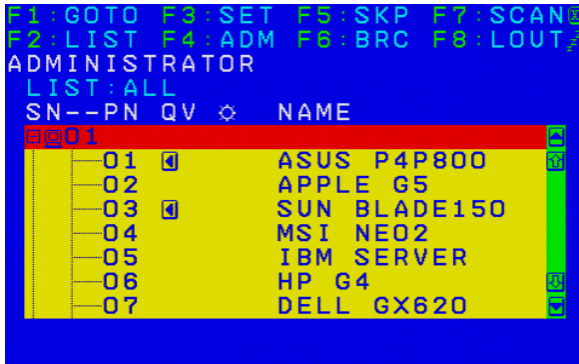 F1:GOTO F3:SET F5:SKP F7:SCAN
F2:LIST F4:ADM F6:BRC F8:LOUT
ADMINISTRATOR
LIST:ALL
SN--PN QV ☼ NAME
01
01 ASUS P4P800
02 APPLE G5
03 SUN BLADE150
04 MSI NEO2
05 IBM SERVER
06 HP G4
07 DELL GX620